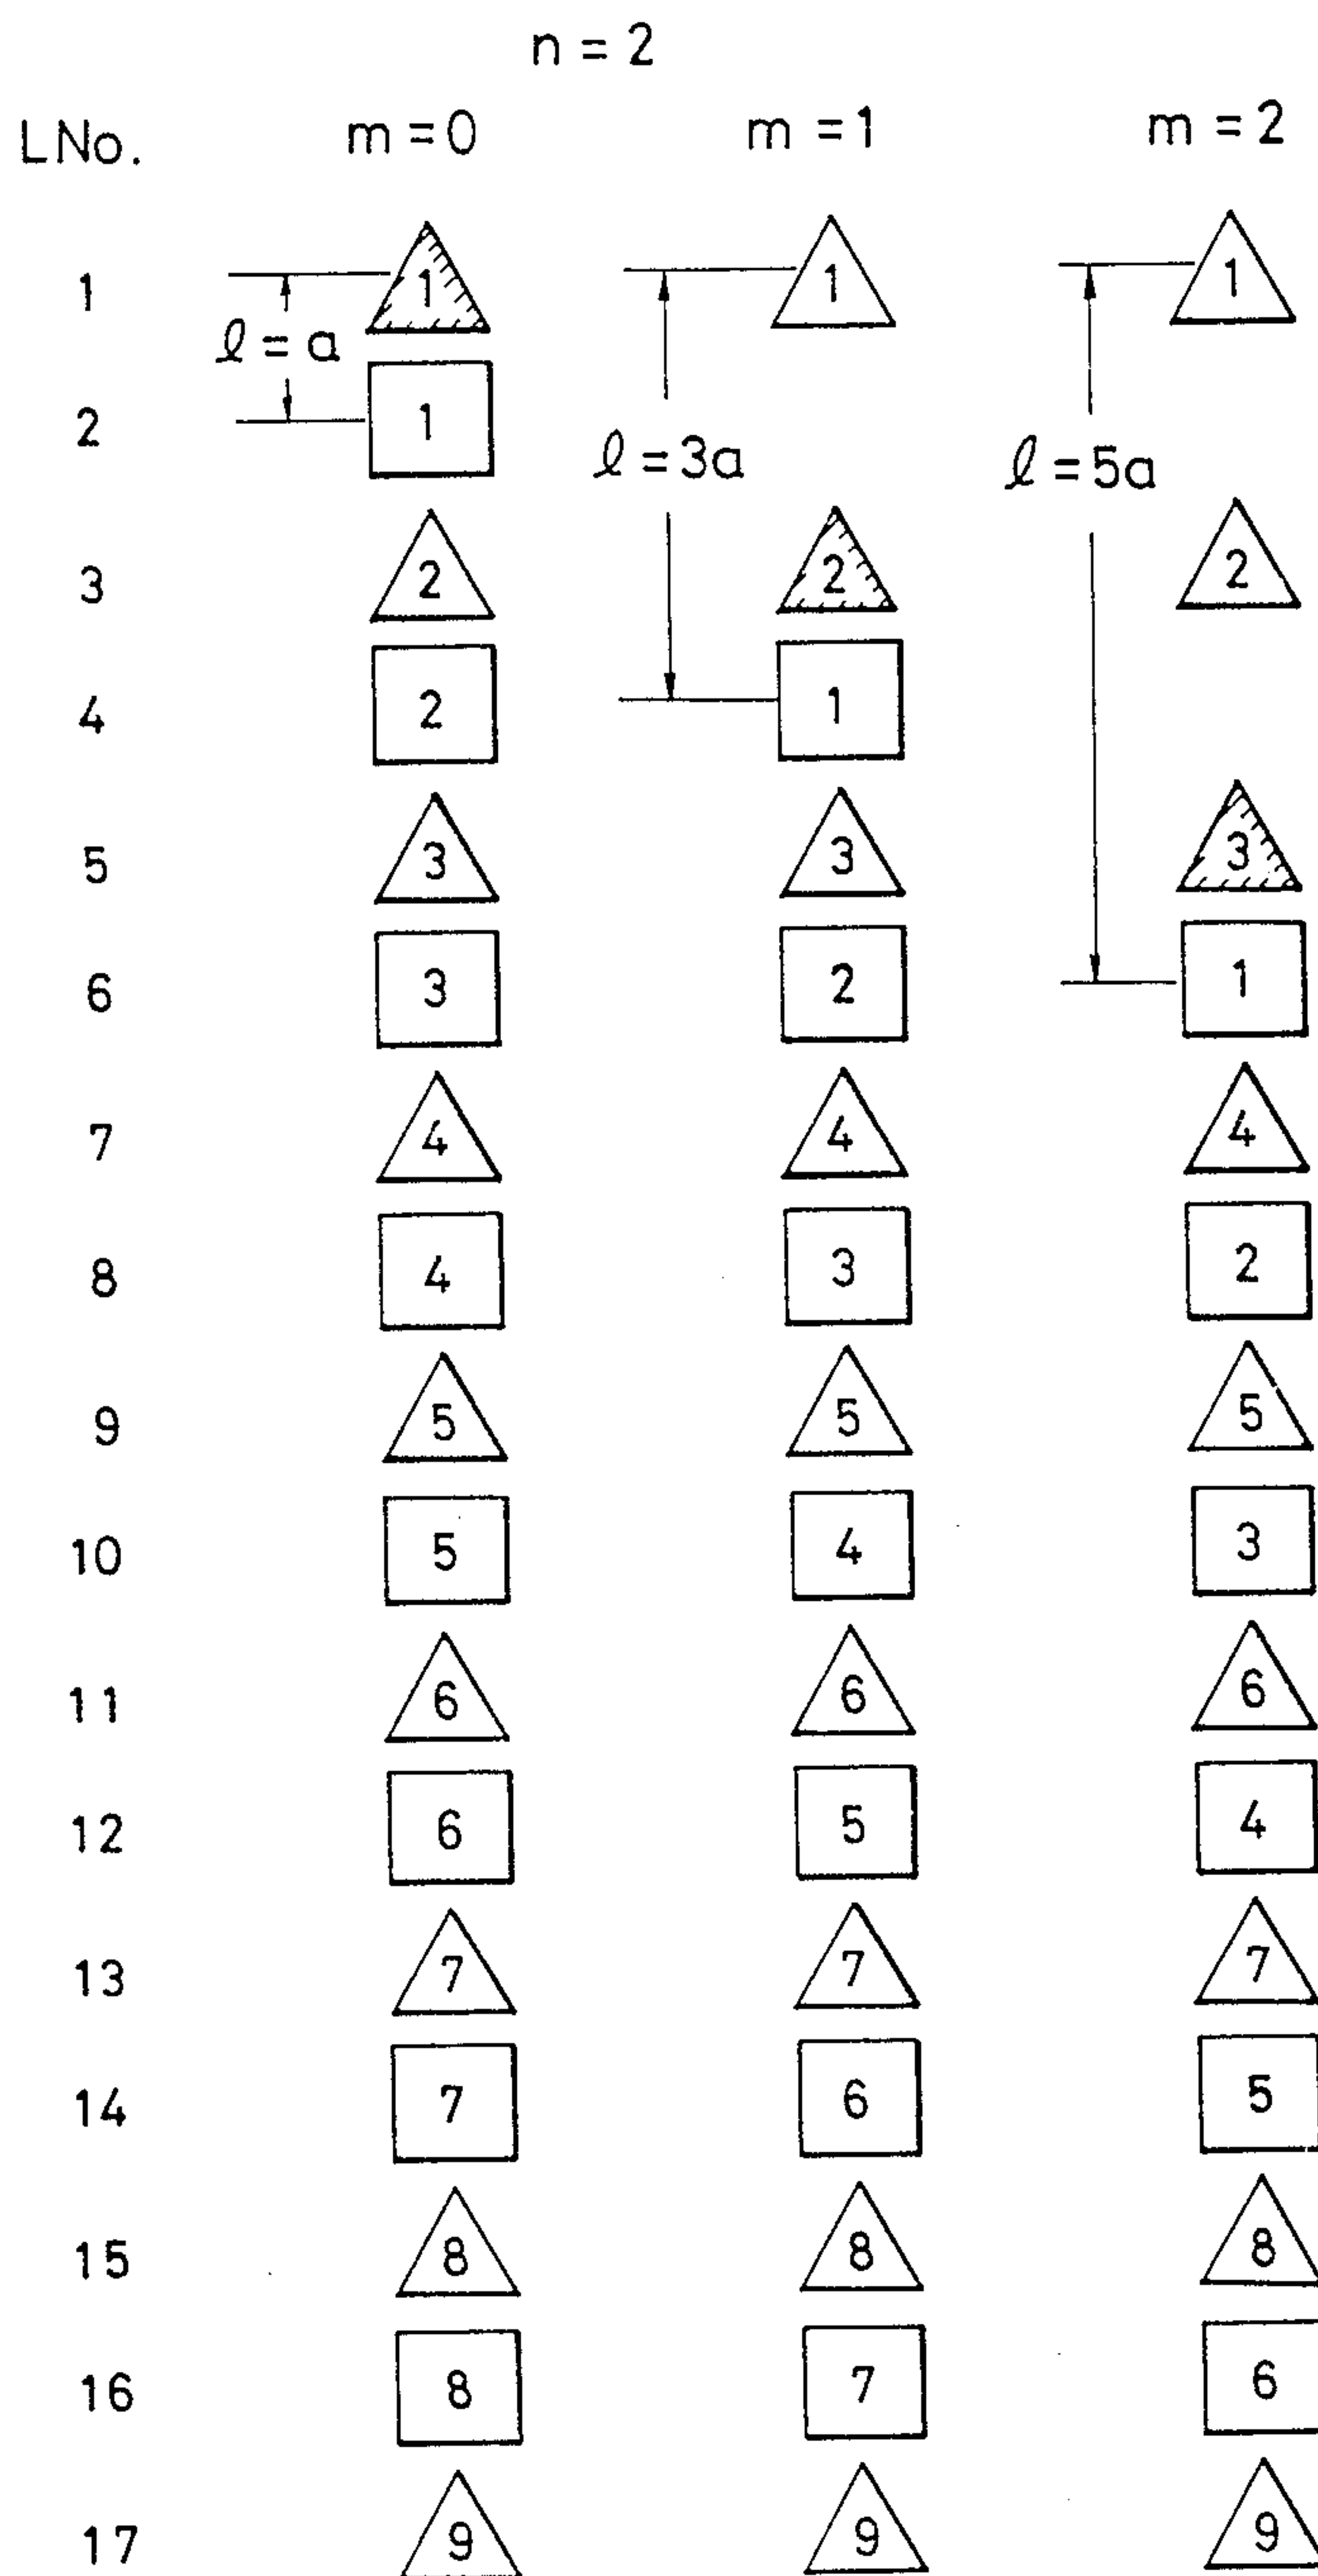 n = 2
LNo. m = 0 m = 1 m = 2
1 1 1 1
ℓ = a
2 1
ℓ = 3a ℓ = 5a
3 2 2 2
4 2 1
5 3 3 3
6 3 2 1
7 4 4 4
8 4 3 2
9 5 5 5
10 5 4 3
11 6 6 6
12 6 5 4
13 7 7 7
14 7 6 5
15 8 8 8
16 8 7 6
17 9 9 9